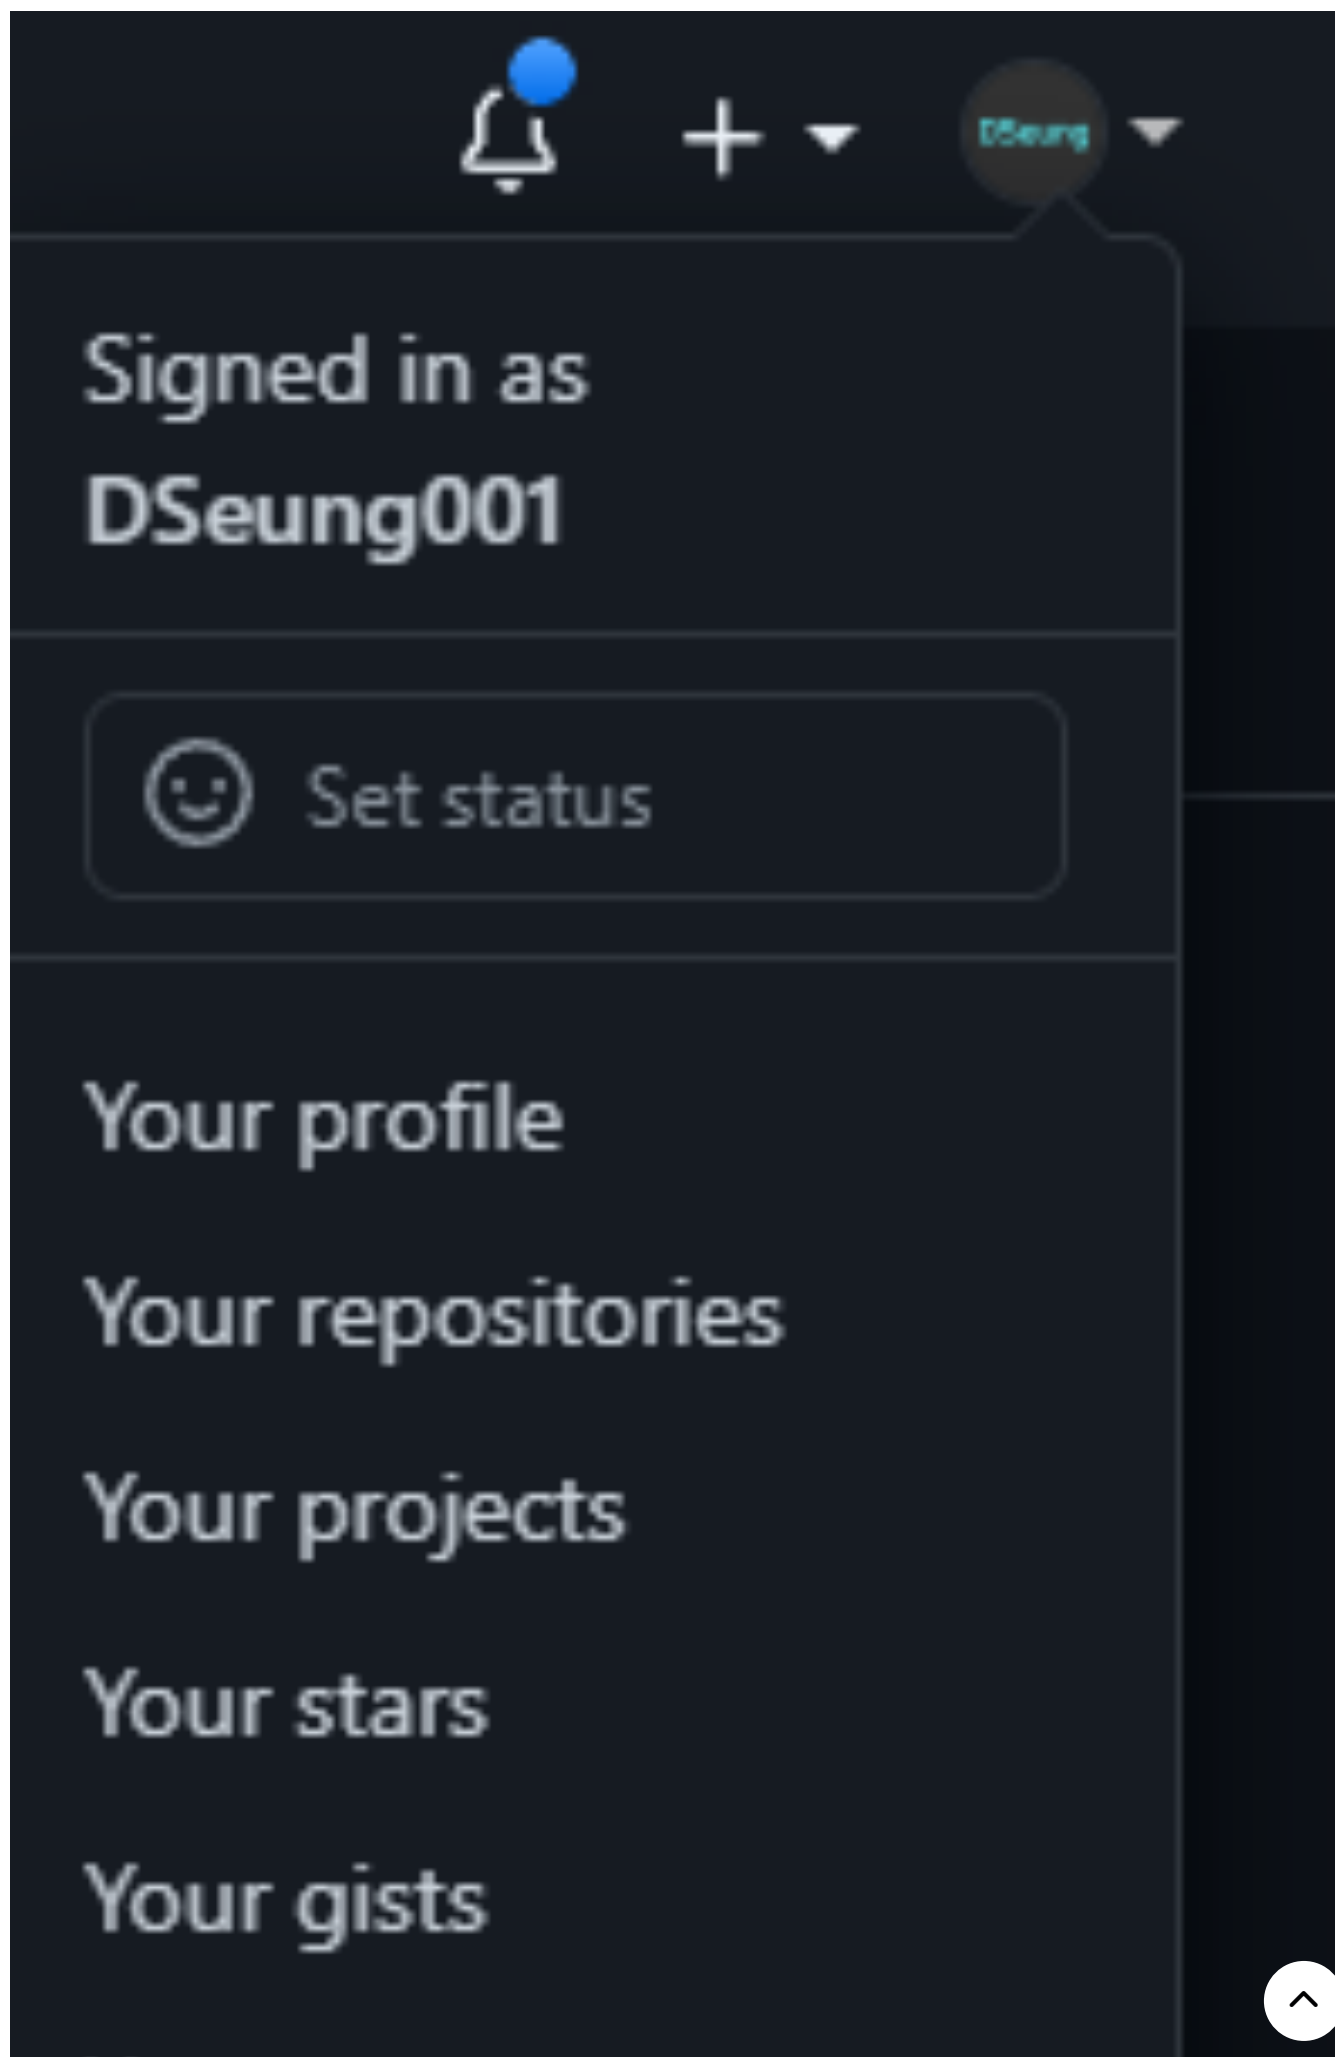 DSeung
Signed in as
DSeung001
Set status
Your profile
Your repositories
Your projects
Your stars
Your gists